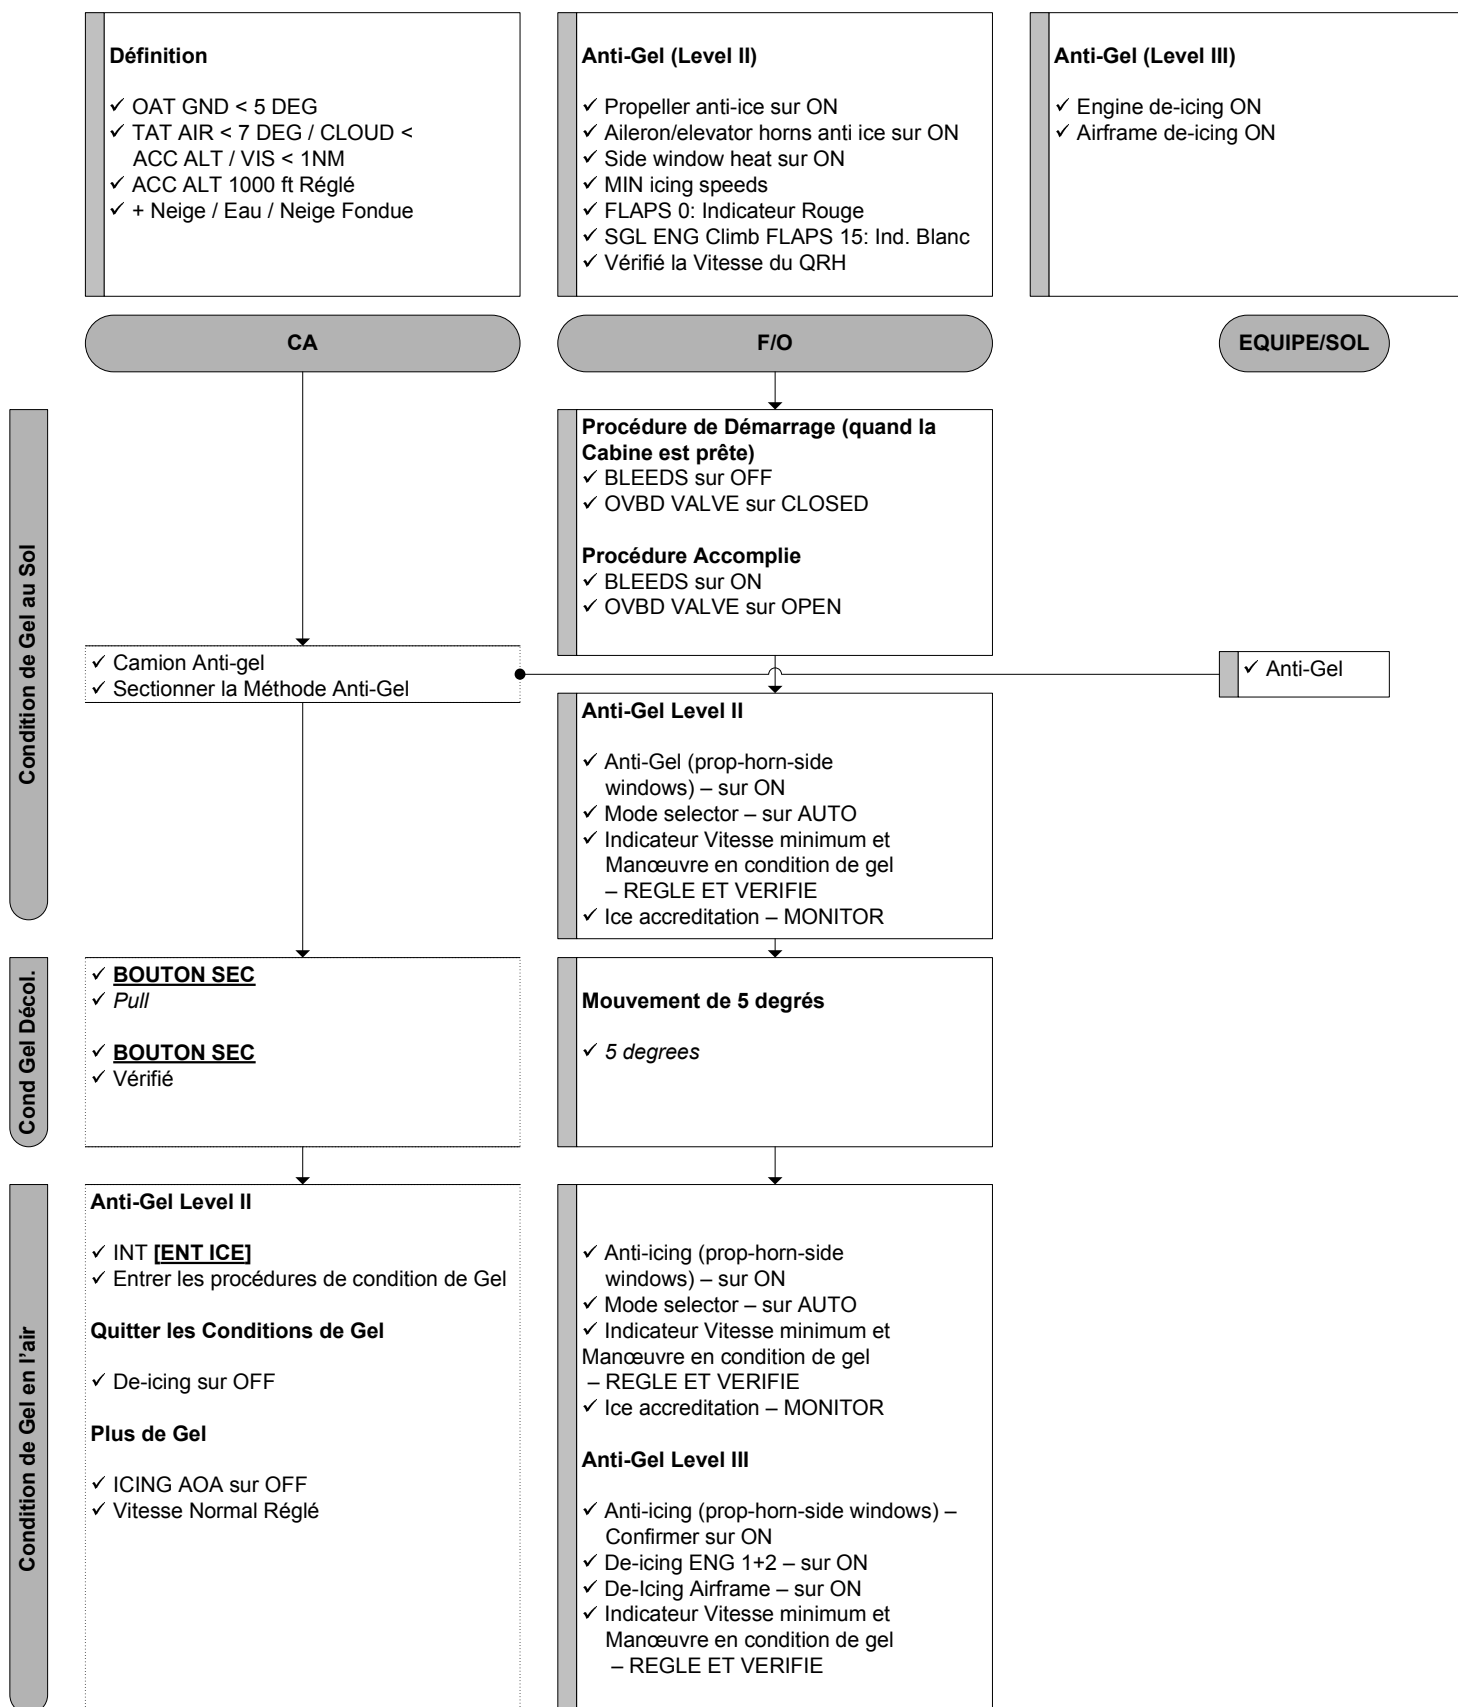 Définition
✓ OAT GND < 5 DEG
✓ TAT AIR < 7 DEG / CLOUD <
ACC ALT / VIS < 1NM
✓ ACC ALT 1000 ft Réglé
✓ + Neige / Eau / Neige Fondue
Anti-Gel (Level II)
✓ Propeller anti-ice sur ON
✓ Aileron/elevator horns anti ice sur ON
✓ Side window heat sur ON
✓ MIN icing speeds
✓ FLAPS 0: Indicateur Rouge
✓ SGL ENG Climb FLAPS 15: Ind. Blanc
✓ Vérifié la Vitesse du QRH
Anti-Gel (Level III)
✓ Engine de-icing ON
✓ Airframe de-icing ON
CA
F/O
EQUIPE/SOL
Condition de Gel au Sol
Procédure de Démarrage (quand la
Cabine est prête)
✓ BLEEDS sur OFF
✓ OVBD VALVE sur CLOSED
Procédure Accomplie
✓ BLEEDS sur ON
✓ OVBD VALVE sur OPEN
✓ Camion Anti-gel
✓ Sectionner la Méthode Anti-Gel
✓ Anti-Gel
Anti-Gel Level II
✓ Anti-Gel (prop-horn-side
windows) – sur ON
✓ Mode selector – sur AUTO
✓ Indicateur Vitesse minimum et
Manœuvre en condition de gel
– REGLE ET VERIFIE
✓ Ice accreditation – MONITOR
Cond Gel Décol.
✓ BOUTON SEC
✓ Pull
✓ BOUTON SEC
✓ Vérifié
Mouvement de 5 degrés
✓ 5 degrees
Condition de Gel en l'air
Anti-Gel Level II
✓ INT [ENT ICE]
✓ Entrer les procédures de condition de Gel
Quitter les Conditions de Gel
✓ De-icing sur OFF
Plus de Gel
✓ ICING AOA sur OFF
✓ Vitesse Normal Réglé
✓ Anti-icing (prop-horn-side
windows) – sur ON
✓ Mode selector – sur AUTO
✓ Indicateur Vitesse minimum et
Manœuvre en condition de gel
– REGLE ET VERIFIE
✓ Ice accreditation – MONITOR
Anti-Gel Level III
✓ Anti-icing (prop-horn-side windows) –
Confirmer sur ON
✓ De-icing ENG 1+2 – sur ON
✓ De-Icing Airframe – sur ON
✓ Indicateur Vitesse minimum et
Manœuvre en condition de gel
– REGLE ET VERIFIE